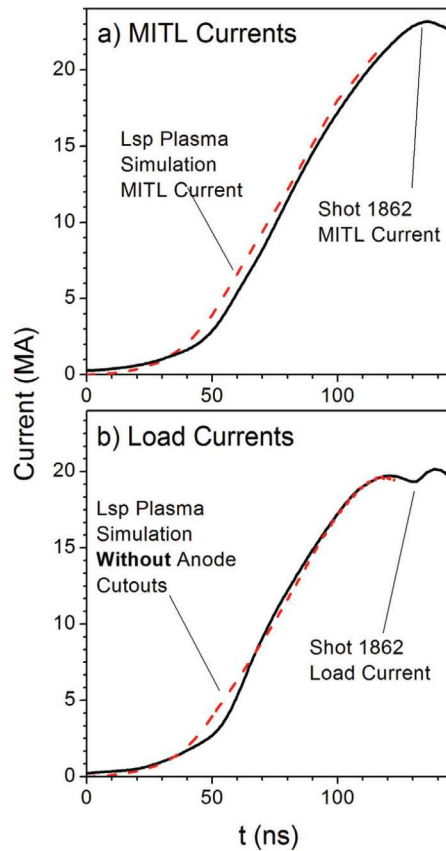 a) MITL Currents
20
Lsp Plasma
Simulation
MITL Current
15
Shot 1862
MITL Current
10
5
0
0
50
100
Current (MA)
b) Load Currents
20
Lsp Plasma
Simulation
Without Anode
Cutouts
15
10
Shot 1862
Load Current
5
0
0
50
100
t (ns)